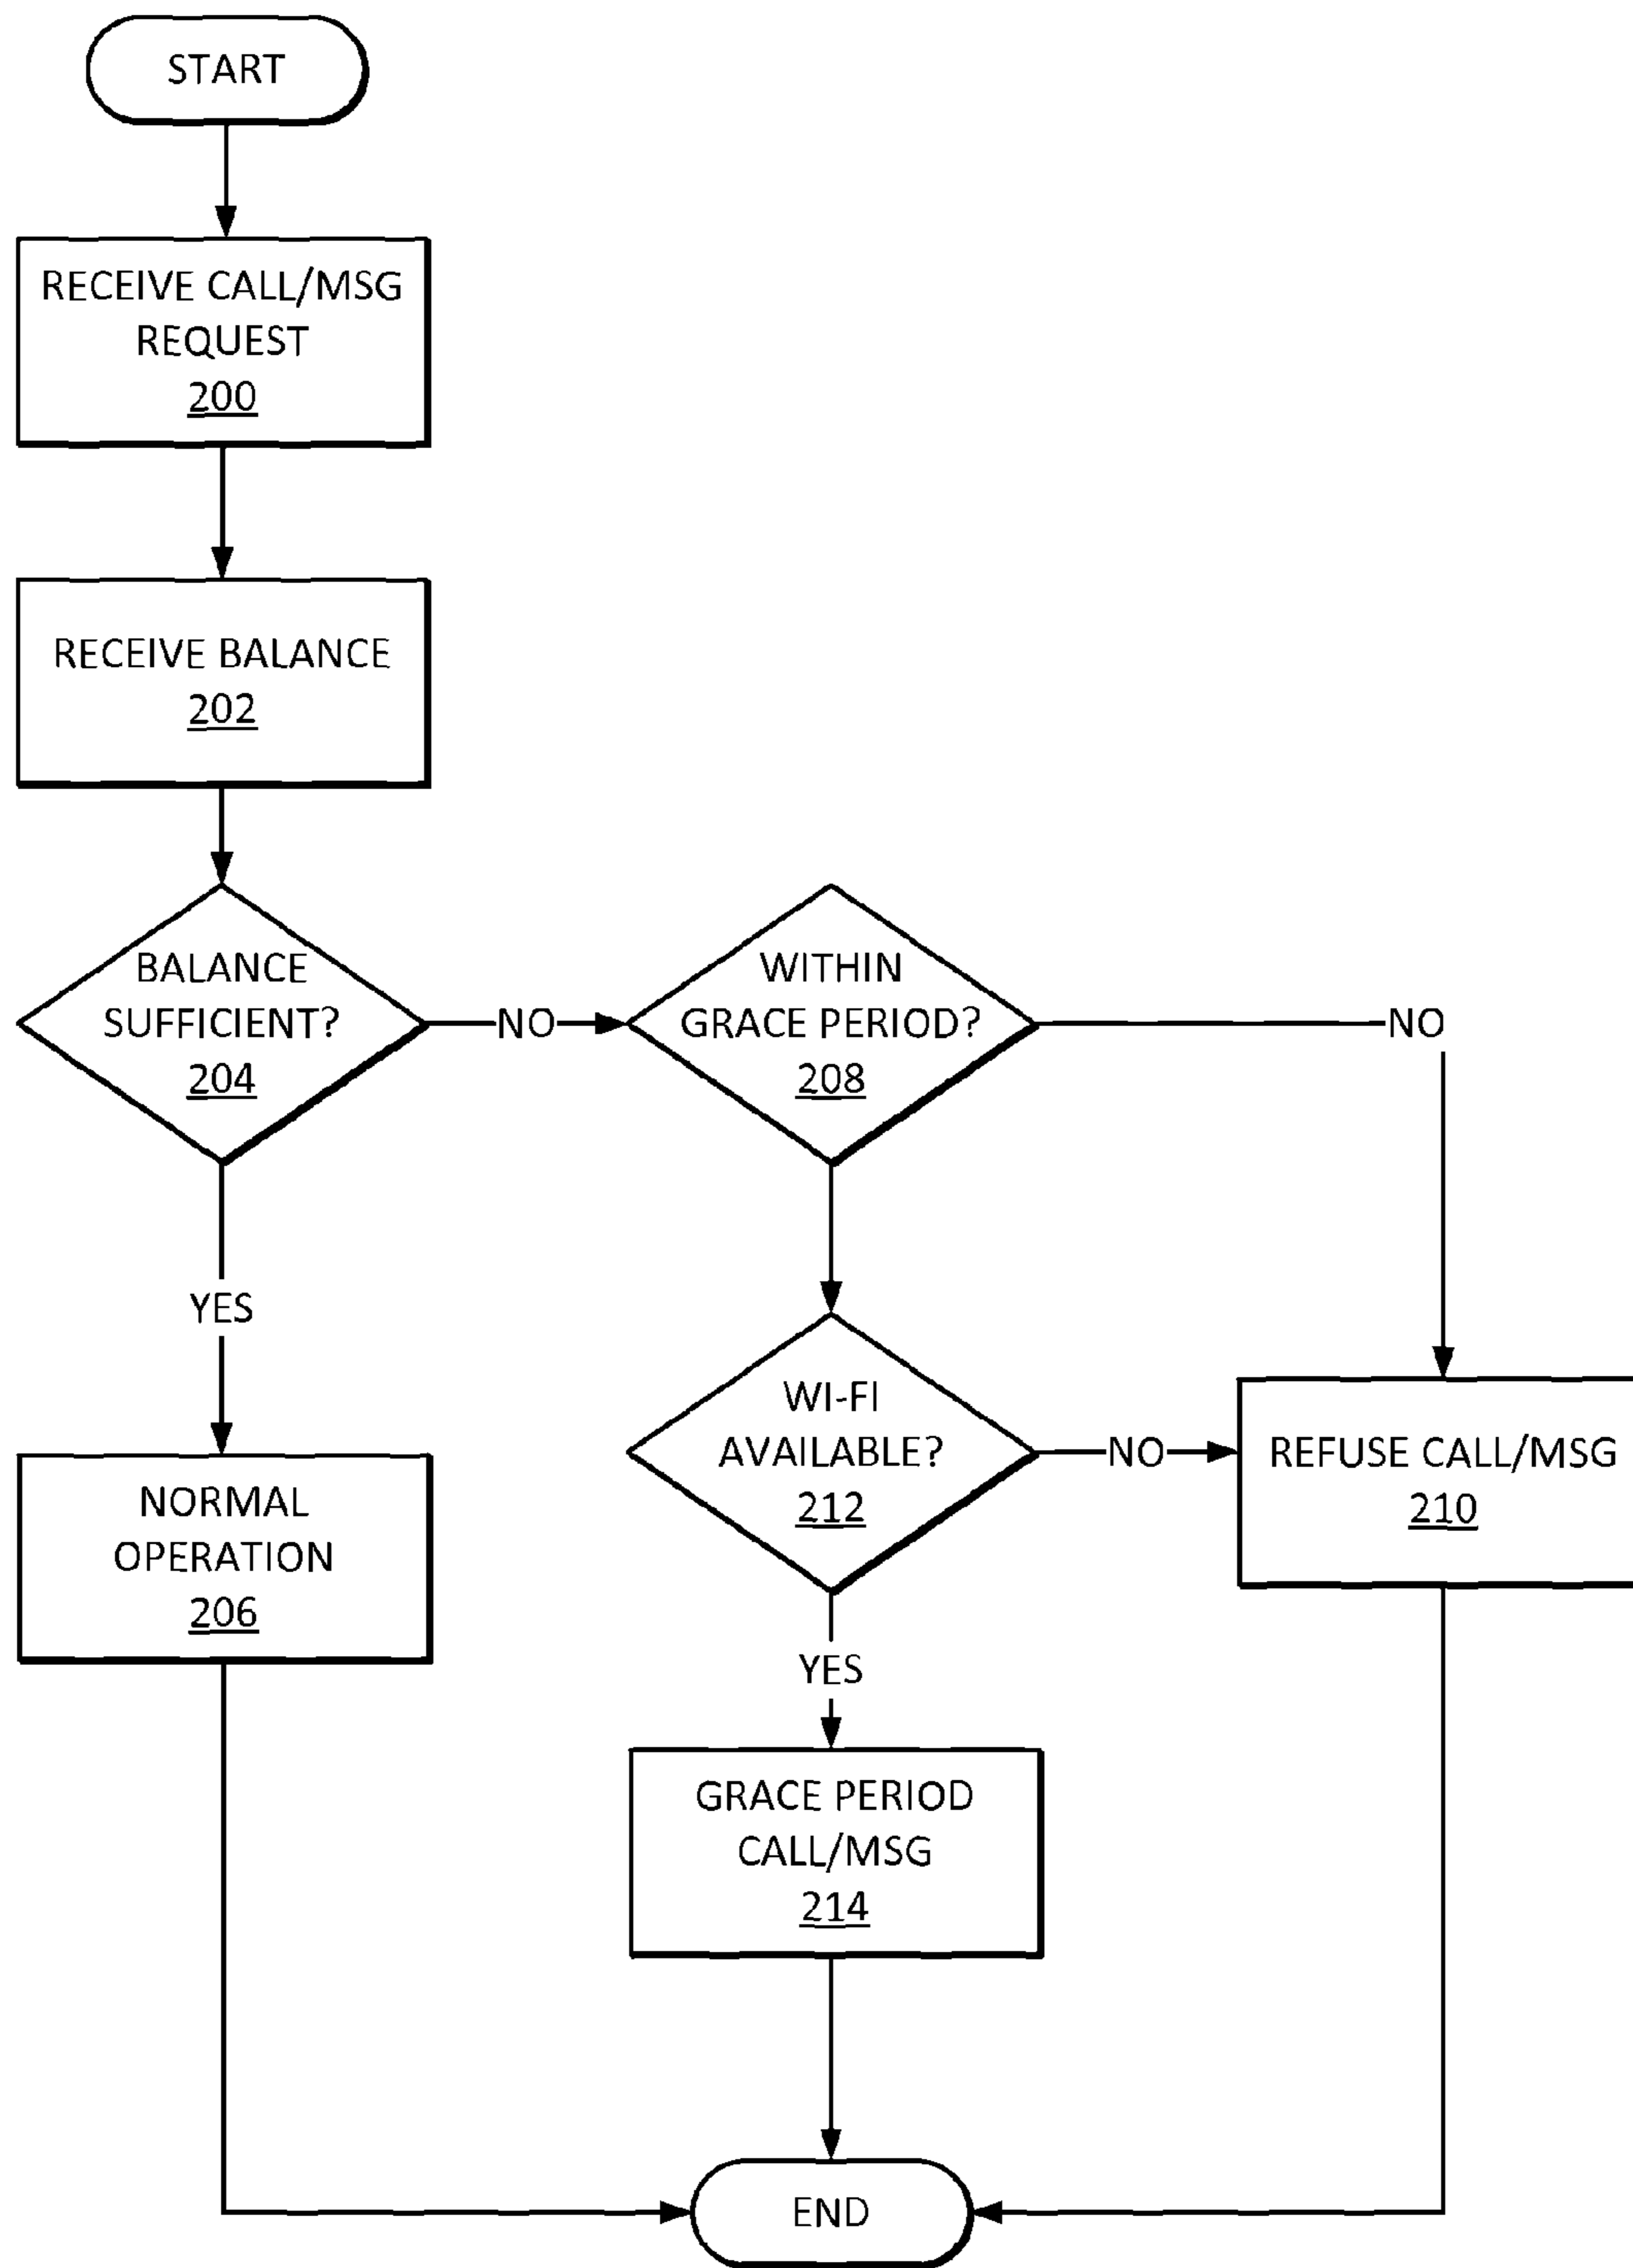 START
RECEIVE CALL/MSG
REQUEST
200
RECEIVE BALANCE
202
BALANCE
SUFFICIENT?
204
NO
WITHIN
GRACE PERIOD?
208
NO
YES
NORMAL
OPERATION
206
WI-FI
AVAILABLE?
212
NO
REFUSE CALL/MSG
210
YES
GRACE PERIOD
CALL/MSG
214
END